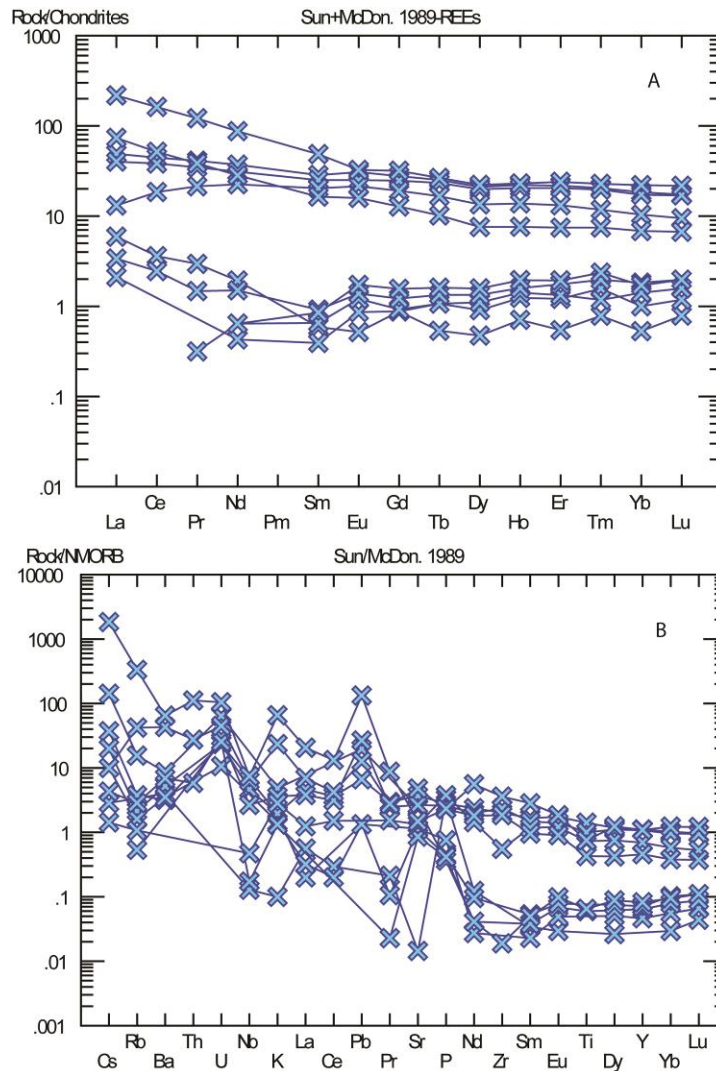 Rock/Chondrites Sun+McDon. 1989-REEs
1000
A
100
10
1
.1
.01
Ce Nd Sm Gd Dy Er Yb
La Pr Pm Eu Tb Ho Tm Lu
Rock/NMORB Sun/McDon. 1989
10000
B
1000
100
10
1
.1
.01
.001
Rb Th Nb La Pb Sr Nd Sm Ti Y Lu
Cs Ba U K Ce Pr P Zr Eu Dy Yb